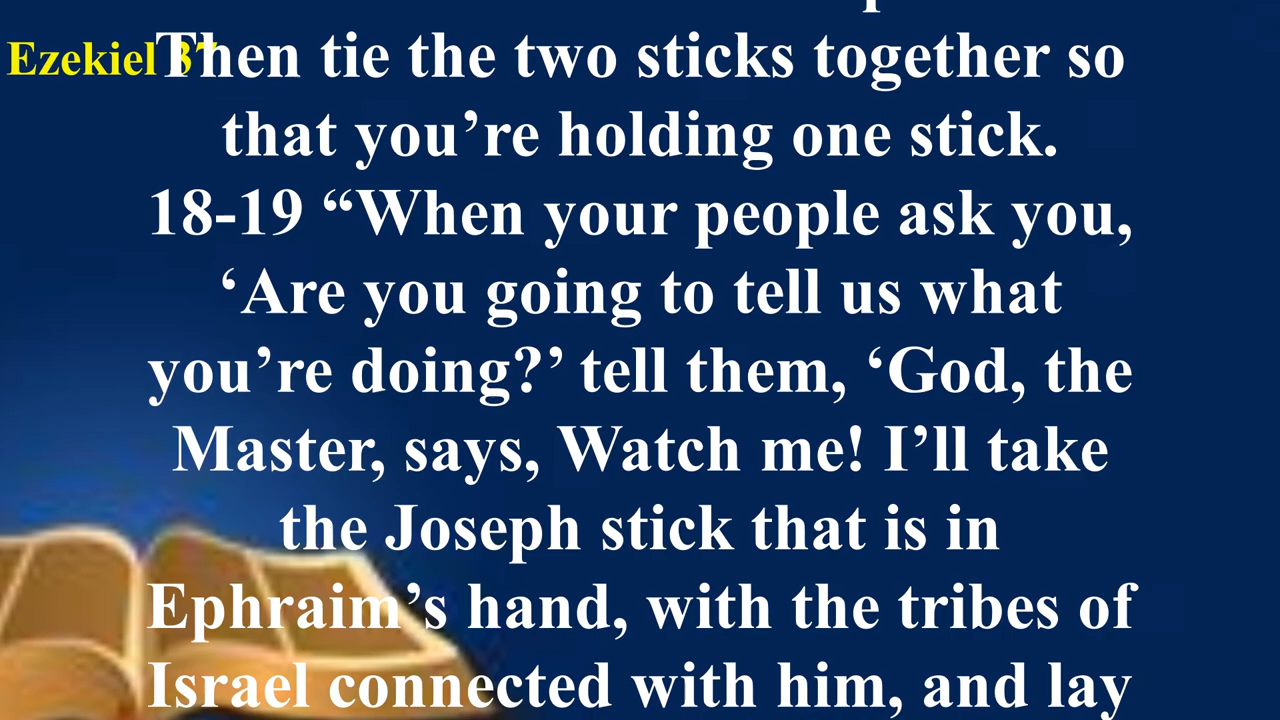 Ezekiel 37
Then tie the two sticks together so
that you’re holding one stick.
18-19 “When your people ask you,
‘Are you going to tell us what
you’re doing?’ tell them, ‘God, the
Master, says, Watch me! I’ll take
the Joseph stick that is in
Ephraim’s hand, with the tribes of
Israel connected with him, and lay